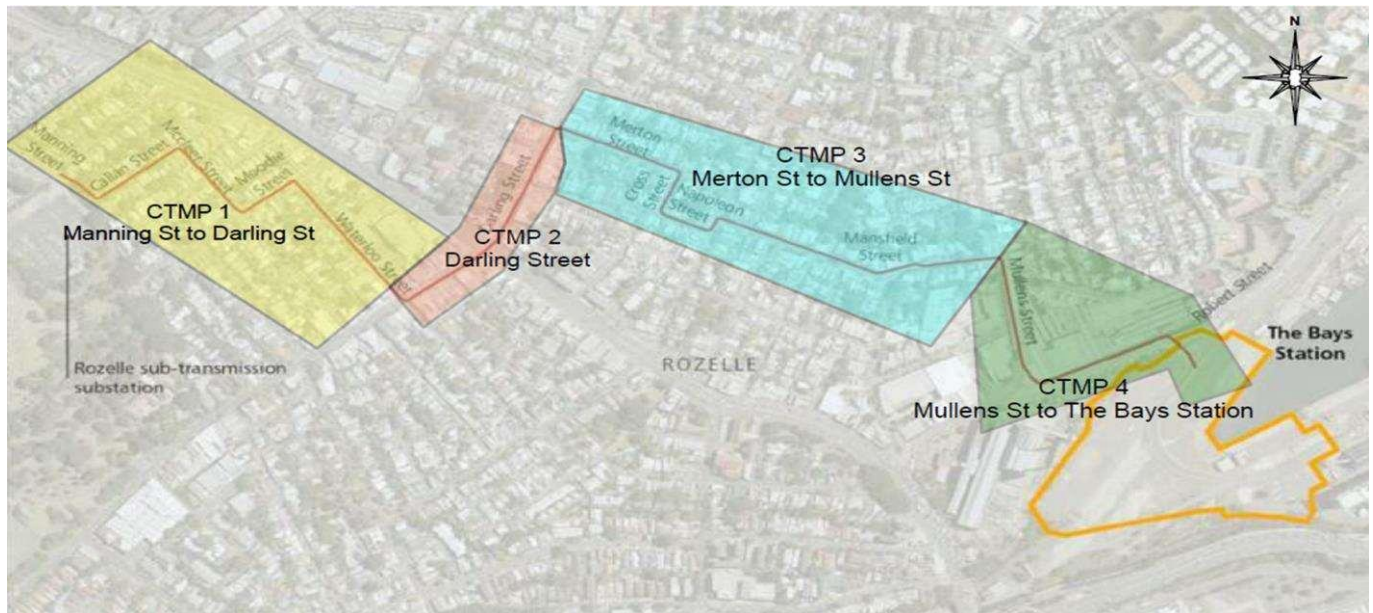 N
Manning
Street
Callan Street
McCleer Street
Moodie
Street
Waterloo Street
CTMP 1
Manning St to Darling St
Darling Street
CTMP 2
Darling Street
Merton
Street
Cross
Street
Napolean
Street
CTMP 3
Merton St to Mullens St
Mansfield
Street
Mullens Street
Robert Street
The Bays
Station
CTMP 4
Mullens St to The Bays Station
Rozelle sub-transmission
substation
ROZELLE